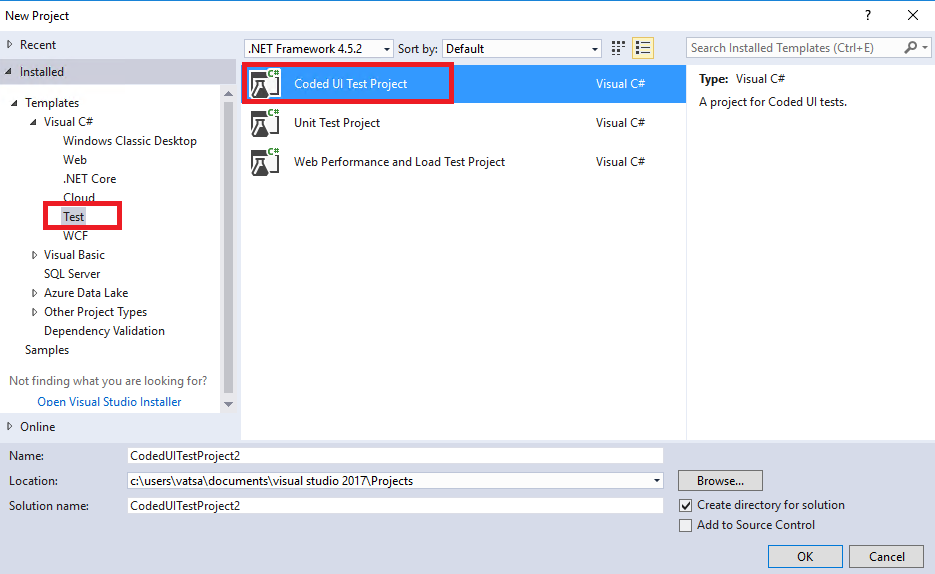 New Project
?
Recent
.NET Framework 4.5.2
Sort by:
Default
Search Installed Templates (Ctrl+E)
Installed
Templates
Visual C#
Windows Classic Desktop
Web
.NET Core
Cloud
Test
WCF
Visual Basic
SQL Server
Azure Data Lake
Other Project Types
Dependency Validation
Samples
Not finding what you are looking for?
Open Visual Studio Installer
Online
C#
Coded UI Test Project
Visual C#
C#
Unit Test Project
Visual C#
C#
Web Performance and Load Test Project
Visual C#
Type: Visual C#
A project for Coded UI tests.
Name:
CodedUITestProject2
Location:
c:\users\vatsa\documents\visual studio 2017\Projects
Browse...
Solution name:
CodedUITestProject2
Create directory for solution
Add to Source Control
OK
Cancel